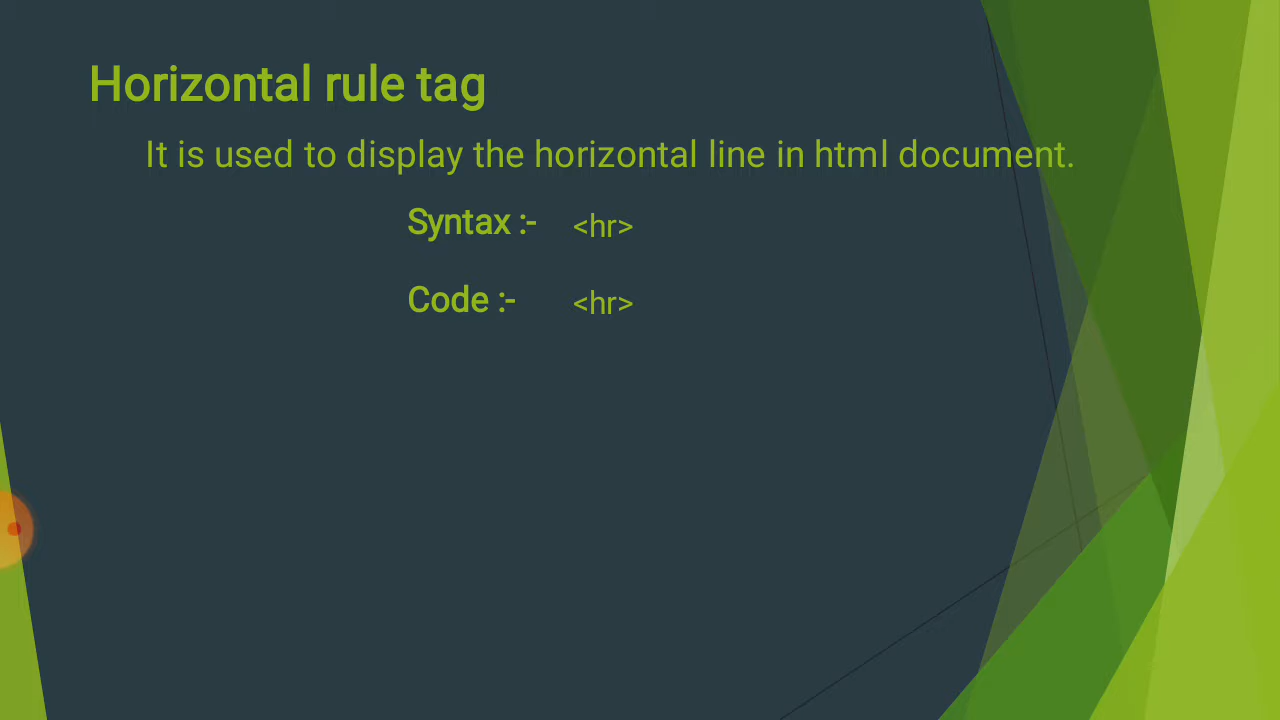 Horizontal rule tag
It is used to display the horizontal line in html document.
Syntax :- <hr>
Code :- <hr>